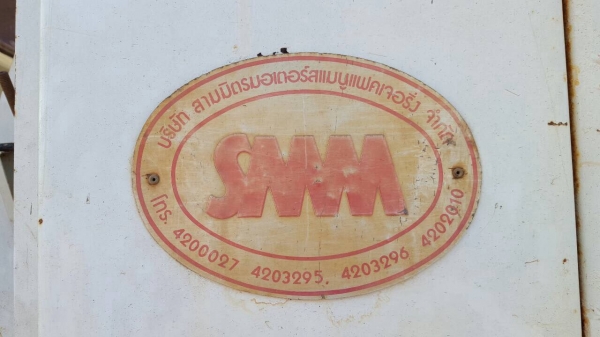 บริษัท สามมิตรมอเตอร์สแมนูแฟคเจอริ่ง จำกัด
SMM
โทร. 4200027 4203295. 4203296 4202010